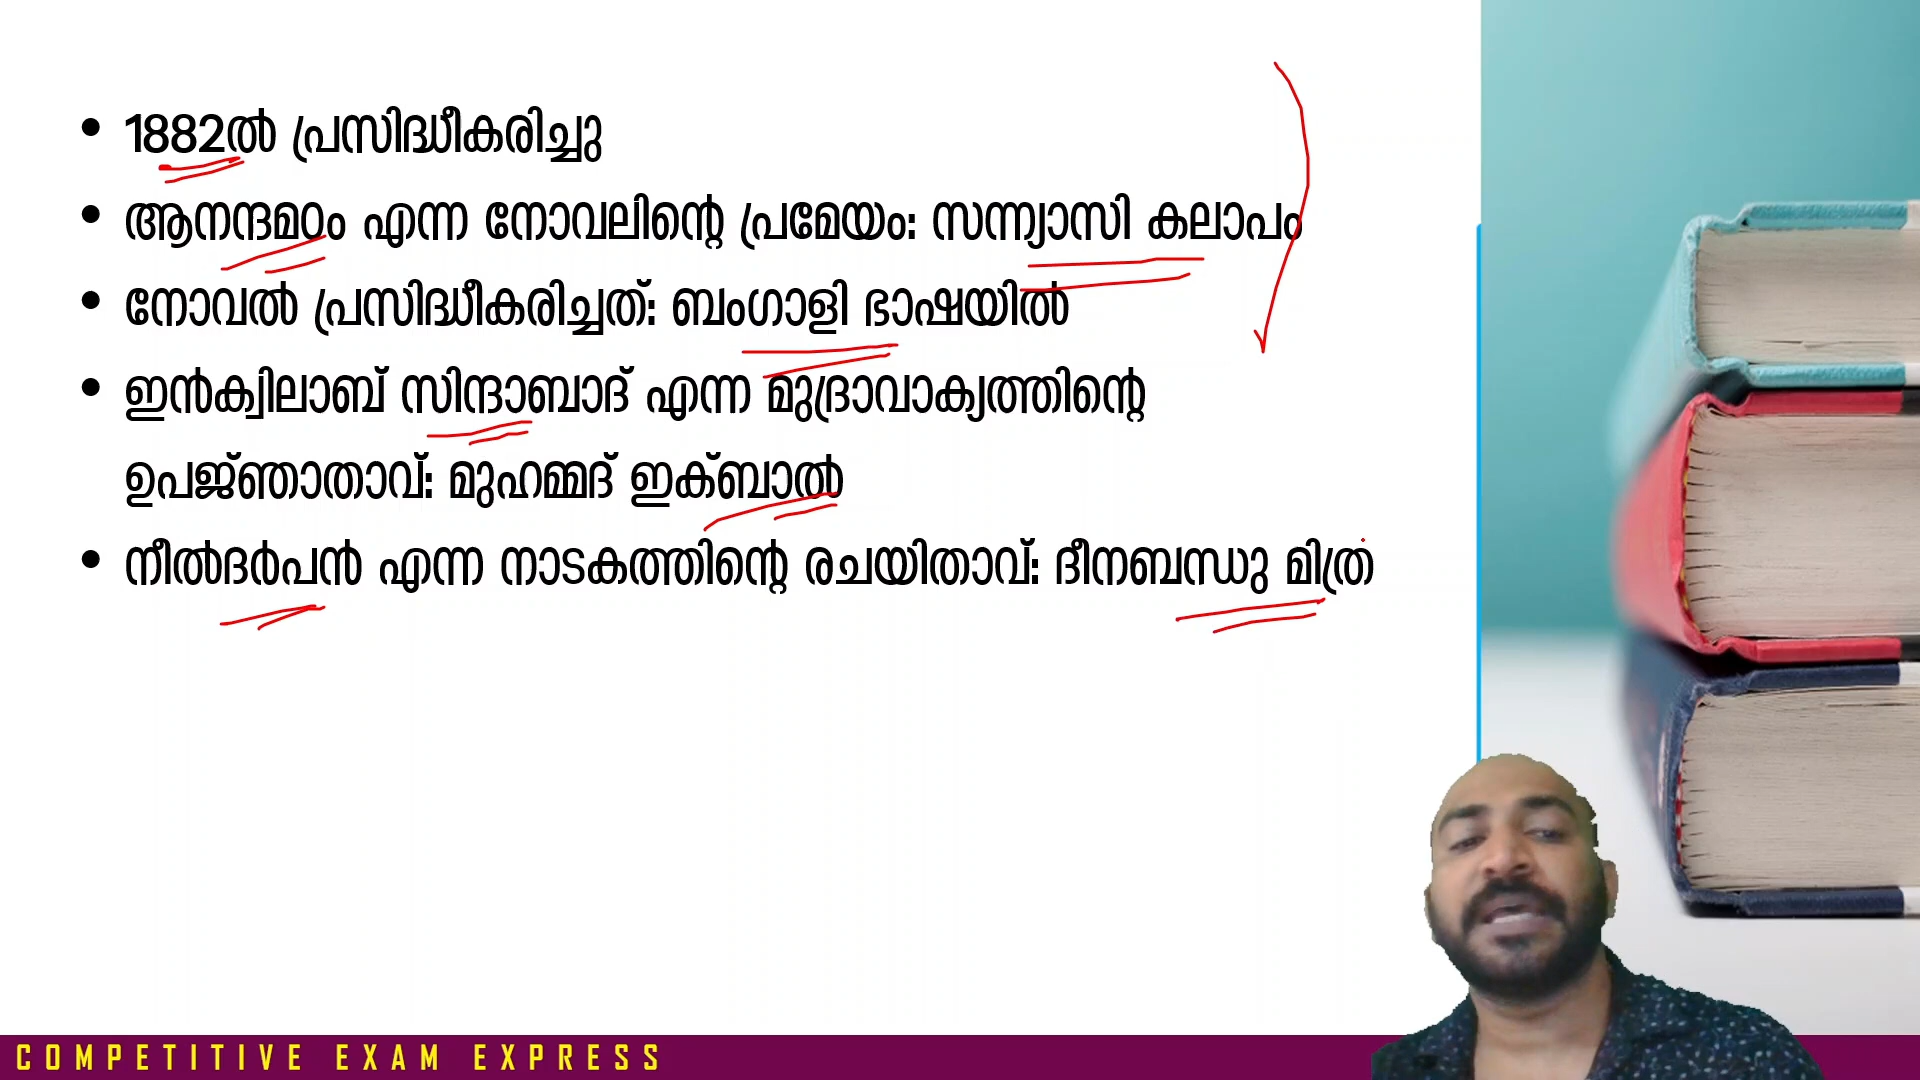 • 1882ൽ പ്രസിദ്ധീകരിച്ചു
• ആനന്ദമഠം എന്ന നോവലിന്റെ പ്രമേയം: സന്ന്യാസി കലാപം
• നോവൽ പ്രസിദ്ധീകരിച്ചത്: ബംഗാളി ഭാഷയിൽ
• ഇൻക്വിലാബ് സിന്ദാബാദ് എന്ന മുദ്രാവാക്യത്തിന്റെ
ഉപജ്ഞാതാവ്: മുഹമ്മദ് ഇക്ബാൽ
• നീൽദർപൻ എന്ന നാടകത്തിന്റെ രചയിതാവ്: ദീനബന്ധു മിത്ര
COMPETITIVE EXAM EXPRESS